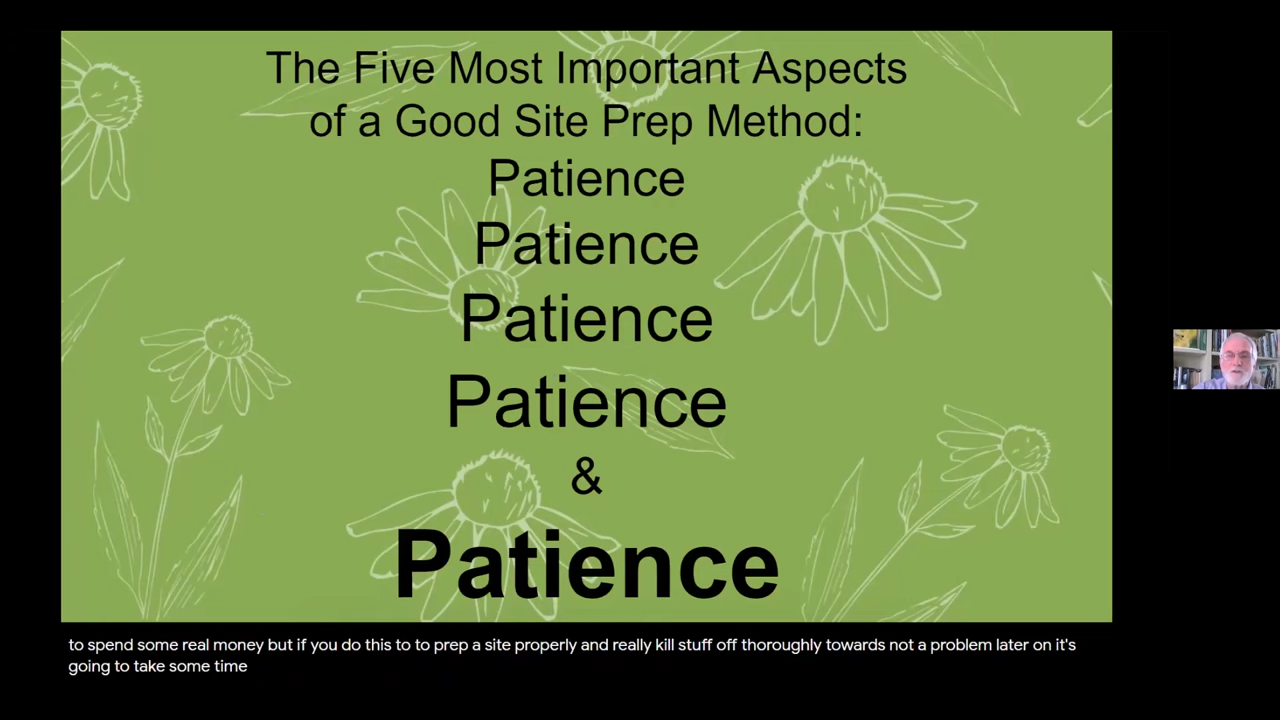 The Five Most Important Aspects
of a Good Site Prep Method:
Patience
Patience
Patience
Patience
&
Patience
to spend some real money but if you do this to to prep a site properly and really kill stuff off thoroughly towards not a problem later on it's
going to take some time